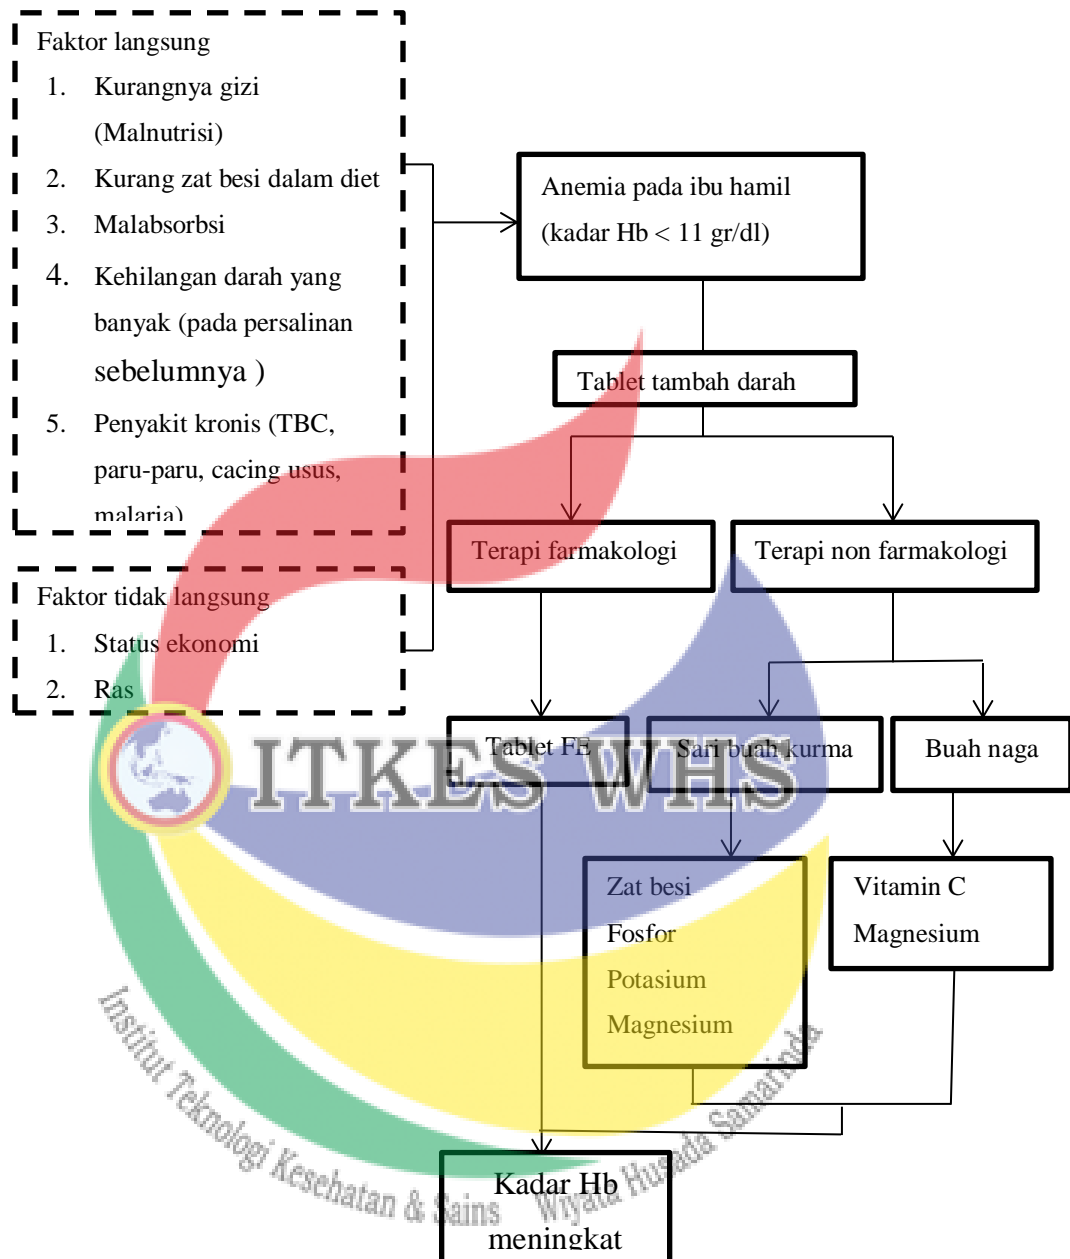 Faktor langsung
1. Kurangnya gizi
(Malnutrisi)
2. Kurang zat besi dalam diet
3. Malabsorbsi
4. Kehilangan darah yang
banyak (pada persalinan
sebelumnya )
5. Penyakit kronis (TBC,
paru-paru, cacing usus,
malaria)
Faktor tidak langsung
1. Status ekonomi
2. Ras
Anemia pada ibu hamil
(kadar Hb < 11 gr/dl)
Tablet tambah darah
Terapi farmakologi
Terapi non farmakologi
Tablet FE
Sari buah kurma
Buah naga
ITKES WHS
Zat besi
Fosfor
Potasium
Magnesium
Vitamin C
Magnesium
Kadar Hb
meningkat
Institut Teknologi Kesehatan & Sains Wiyata Husada Samarinda